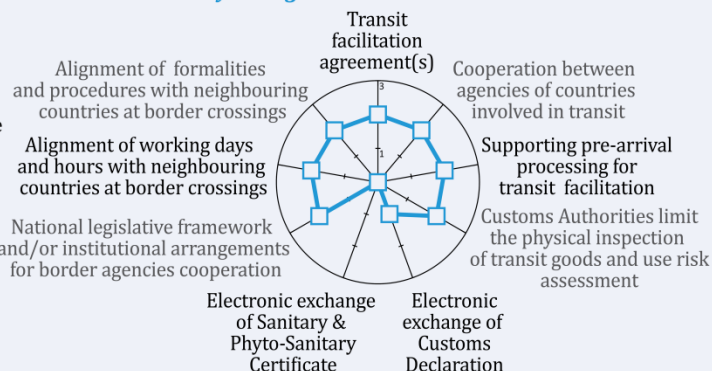 Transit
facilitation
agreement(s)
Alignment of formalities
and procedures with neighbouring
countries at border crossings
Cooperation between
agencies of countries
involved in transit
3
1
Alignment of working days
and hours with neighbouring
countries at border crossings
Supporting pre-arrival
processing for
transit facilitation
National legislative framework
and/or institutional arrangements
for border agencies cooperation
Customs Authorities limit
the physical inspection
of transit goods and use risk
assessment
Electronic exchange
of Sanitary &
Phyto-Sanitary
Certificate
Electronic
exchange of
Customs
Declaration